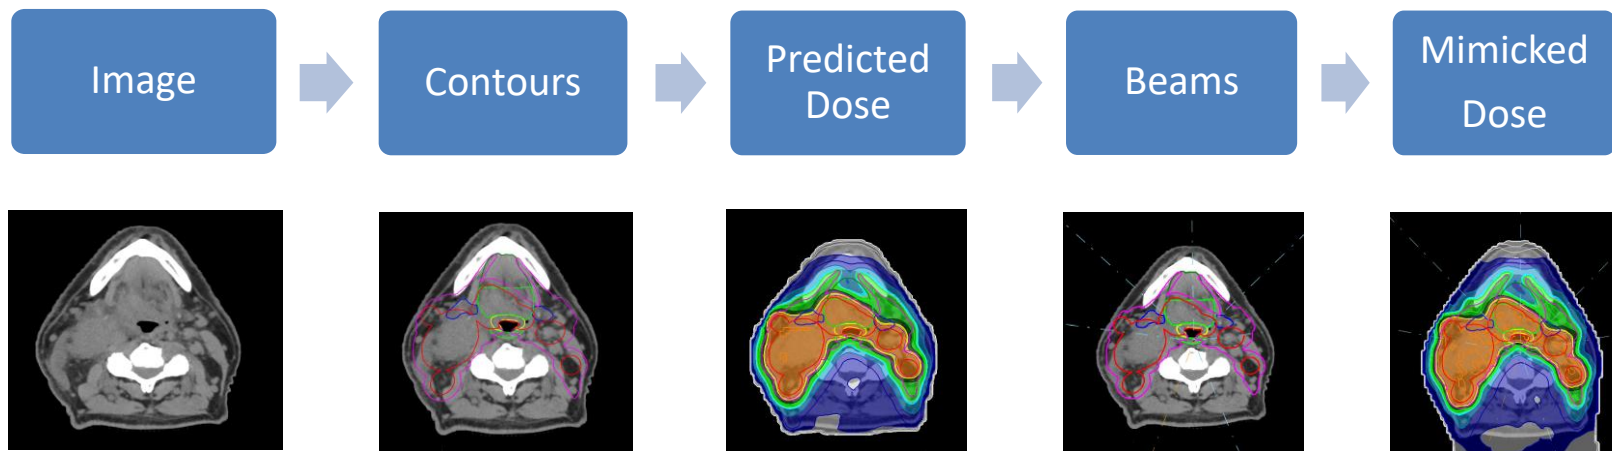 Image
Contours
Predicted
Dose
Beams
Mimicked
Dose